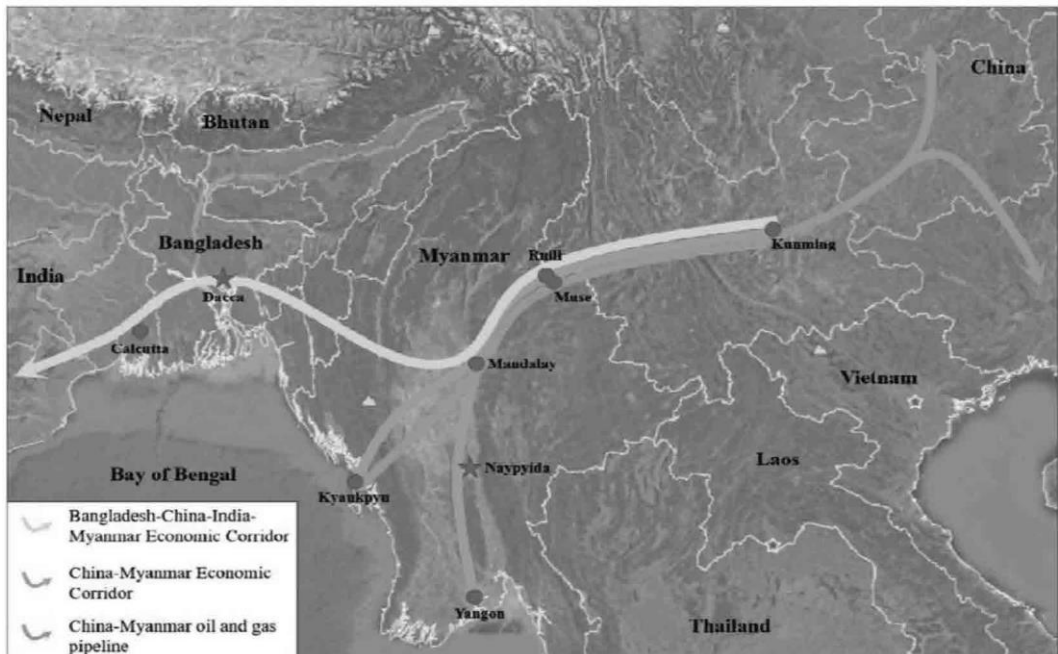 China
Nepal
Bhutan
Kunming
Bangladesh
Myanmar
Ruili
India
Dacca
Muse
Calcutta
Mandalay
Vietnam
Laos
Bay of Bengal
Naypyida
Kyaukpyu
Bangladesh-China-India-
Myanmar Economic Corridor
China-Myanmar Economic
Corridor
Yangon
China-Myanmar oil and gas
pipeline
Thailand